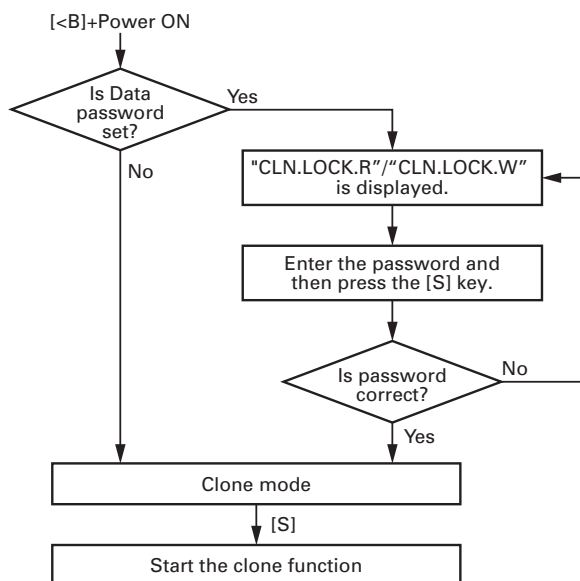 [<B]+Power ON
Is Data
password
set?
Yes
No
"CLN.LOCK.R"/“CLN.LOCK.W”
is displayed.
Enter the password and
then press the [S] key.
Is password
correct?
No
Yes
Clone mode
[S]
Start the clone function